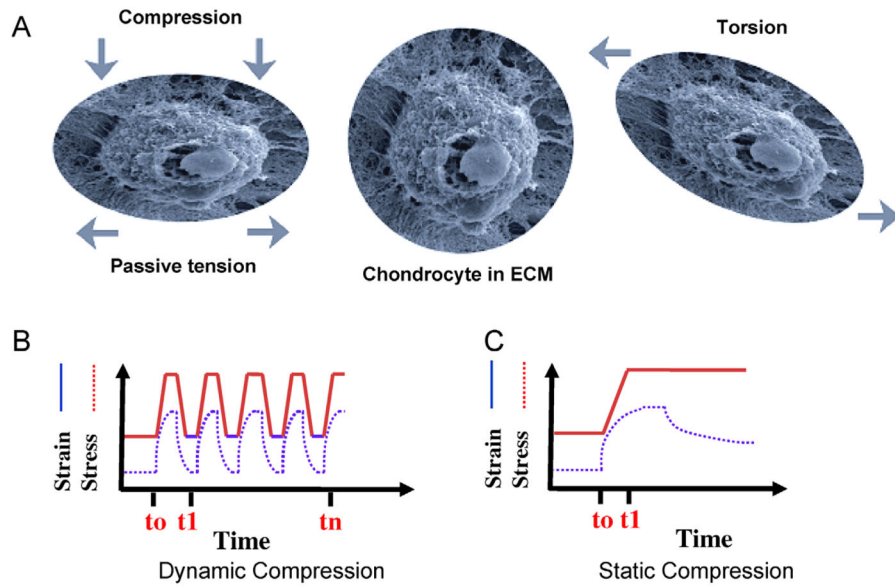 A
Compression
Passive tension
Chondrocyte in ECM
Torsion
B
Strain
Stress
to t1 tn
Time
Dynamic Compression
C
Strain
Stress
to t1
Time
Static Compression